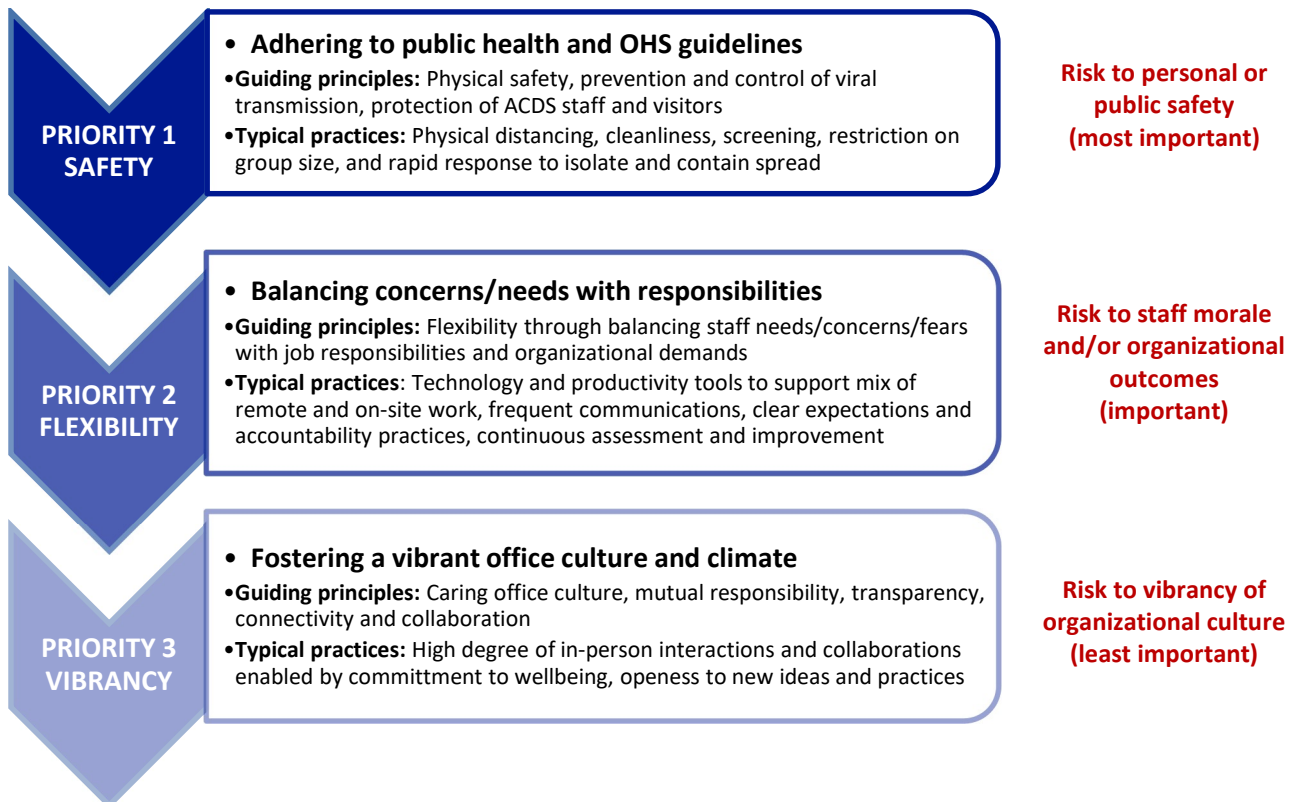 PRIORITY 1
SAFETY
• Adhering to public health and OHS guidelines
•Guiding principles: Physical safety, prevention and control of viral
transmission, protection of ACDS staff and visitors
•Typical practices: Physical distancing, cleanliness, screening, restriction on
group size, and rapid response to isolate and contain spread
Risk to personal or
public safety
(most important)
PRIORITY 2
FLEXIBILITY
• Balancing concerns/needs with responsibilities
•Guiding principles: Flexibility through balancing staff needs/concerns/fears
with job responsibilities and organizational demands
•Typical practices: Technology and productivity tools to support mix of
remote and on-site work, frequent communications, clear expectations and
accountability practices, continuous assessment and improvement
Risk to staff morale
and/or organizational
outcomes
(important)
PRIORITY 3
VIBRANCY
• Fostering a vibrant office culture and climate
•Guiding principles: Caring office culture, mutual responsibility, transparency,
connectivity and collaboration
•Typical practices: High degree of in-person interactions and collaborations
enabled by committment to wellbeing, openess to new ideas and practices
Risk to vibrancy of
organizational culture
(least important)